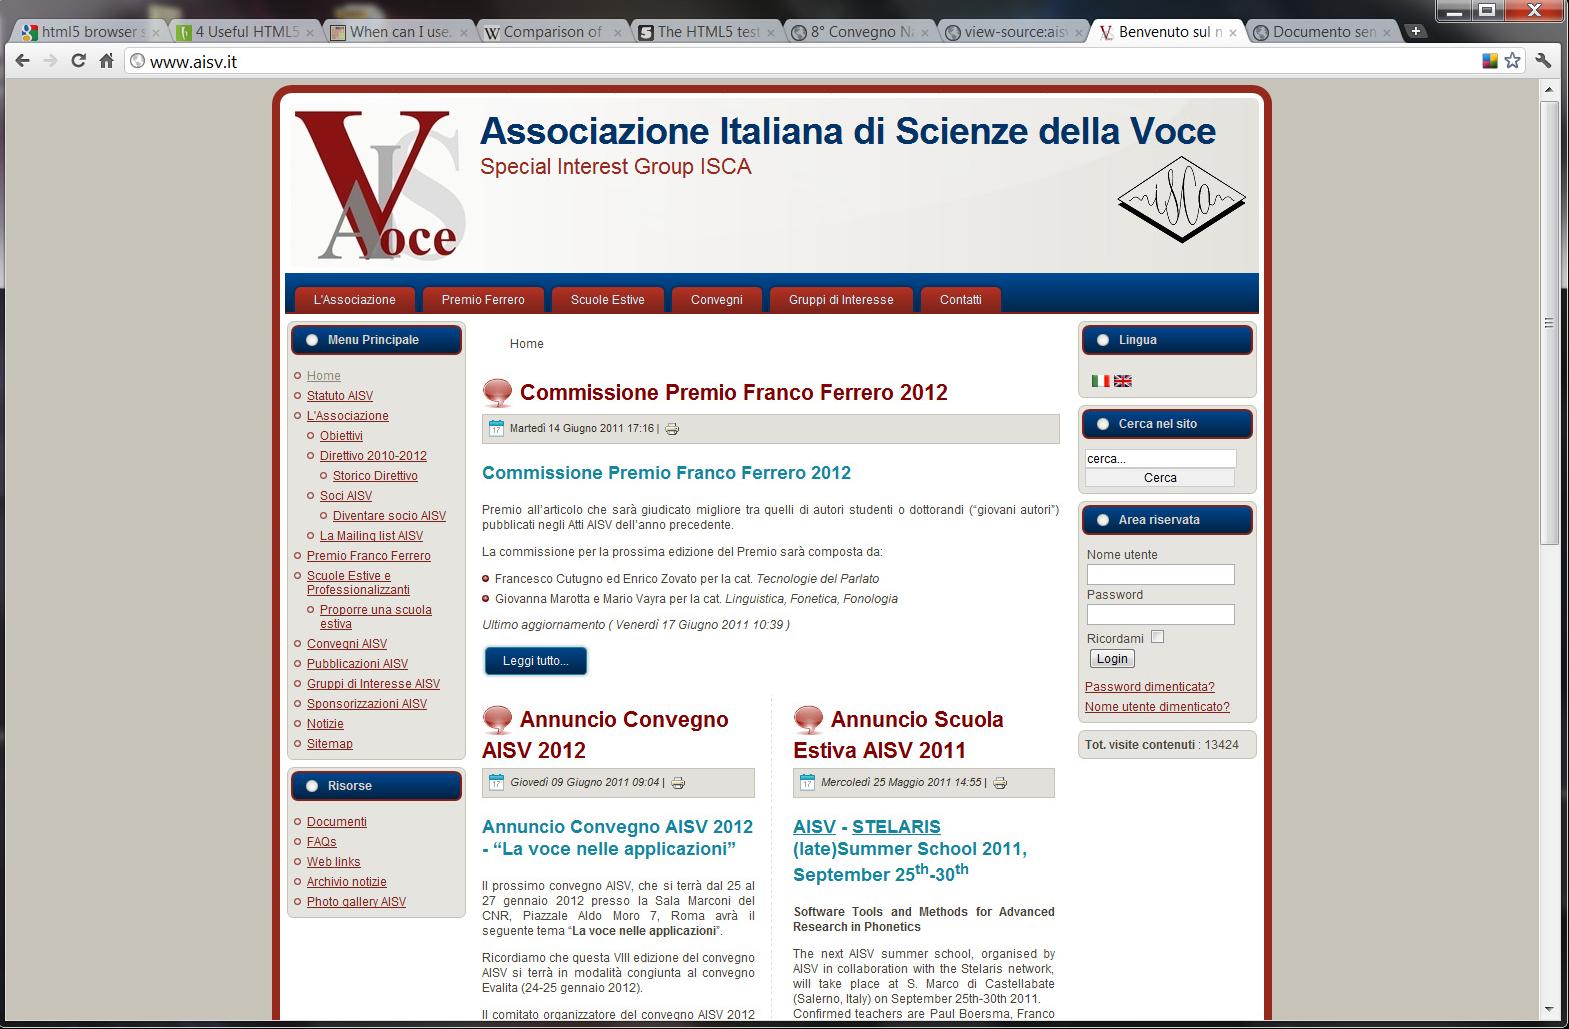 html5 browser s
4 Useful HTML5
When can I use.
Comparison of
The HTML5 test
8° Convegno Na
view-source:aisv
Benvenuto sul n
Documento sen
www.aisv.it
Voce
AIS
Associazione Italiana di Scienze della Voce
Special Interest Group ISCA
isca
L'Associazione
Premio Ferrero
Scuole Estive
Convegni
Gruppi di Interesse
Contatti
Menu Principale
Home
Statuto AISV
L'Associazione
Obiettivi
Direttivo 2010-2012
Storico Direttivo
Soci AISV
Diventare socio AISV
La Mailing list AISV
Premio Franco Ferrero
Scuole Estive e
Professionalizzanti
Proporre una scuola
estiva
Convegni AISV
Pubblicazioni AISV
Gruppi di Interesse AISV
Sponsorizzazioni AISV
Notizie
Sitemap
Risorse
Documenti
FAQs
Web links
Archivio notizie
Photo gallery AISV
Home
Commissione Premio Franco Ferrero 2012
17
Martedì 14 Giugno 2011 17:16 |
Commissione Premio Franco Ferrero 2012
Premio all'articolo che sarà giudicato migliore tra quelli di autori studenti o dottorandi (“giovani autori”)
pubblicati negli Atti AISV dell'anno precedente.
La commissione per la prossima edizione del Premio sarà composta da:
Francesco Cutugno ed Enrico Zovato per la cat. Tecnologie del Parlato
Giovanna Marotta e Mario Vayra per la cat. Linguistica, Fonetica, Fonologia
Ultimo aggiornamento ( Venerdì 17 Giugno 2011 10:39 )
Leggi tutto...
Annuncio Convegno
AISV 2012
17
Giovedì 09 Giugno 2011 09:04 |
Annuncio Convegno AISV 2012
- “La voce nelle applicazioni”
Il prossimo convegno AISV, che si terrà dal 25 al
27 gennaio 2012 presso la Sala Marconi del
CNR, Piazzale Aldo Moro 7, Roma avrà il
seguente tema “La voce nelle applicazioni”.
Ricordiamo che questa VIII edizione del convegno
AISV si terrà in modalità congiunta al convegno
Evalita (24-25 gennaio 2012).
Il comitato organizzatore del convegno AISV 2012
Annuncio Scuola
Estiva AISV 2011
17
Mercoledì 25 Maggio 2011 14:55 |
AISV - STELARIS
(late)Summer School 2011,
September 25th-30th
Software Tools and Methods for Advanced
Research in Phonetics
The next AISV summer school, organised by
AISV in collaboration with the Stelaris network,
will take place at S. Marco di Castellabate
(Salerno, Italy) on September 25th-30th 2011.
Confirmed teachers are Paul Boersma, Franco
Lingua
Cerca nel sito
cerca...
Cerca
Area riservata
Nome utente
Password
Ricordami
Login
Password dimenticata?
Nome utente dimenticato?
Tot. visite contenuti : 13424